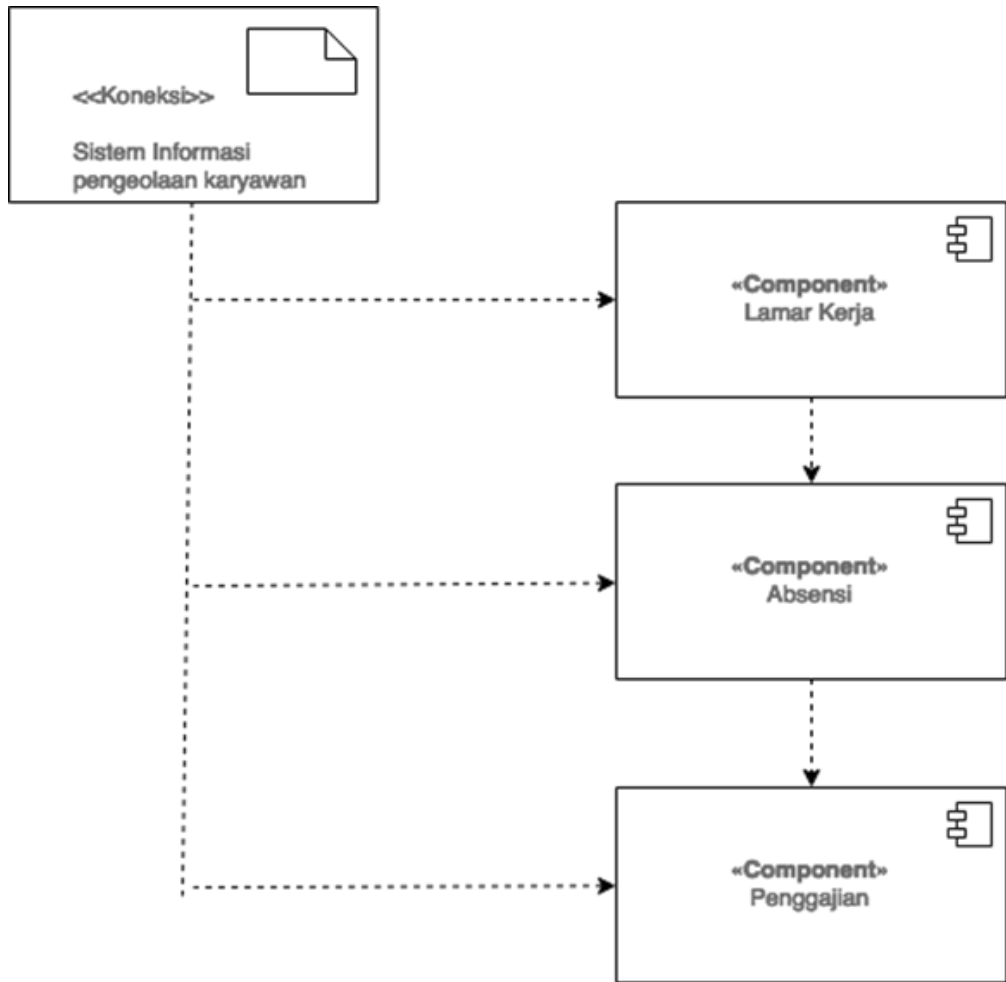 <<Koneksi>>
Sistem Informasi
pengeolaan karyawan
«Component»
Lamar Kerja
«Component»
Absensi
«Component»
Penggajian